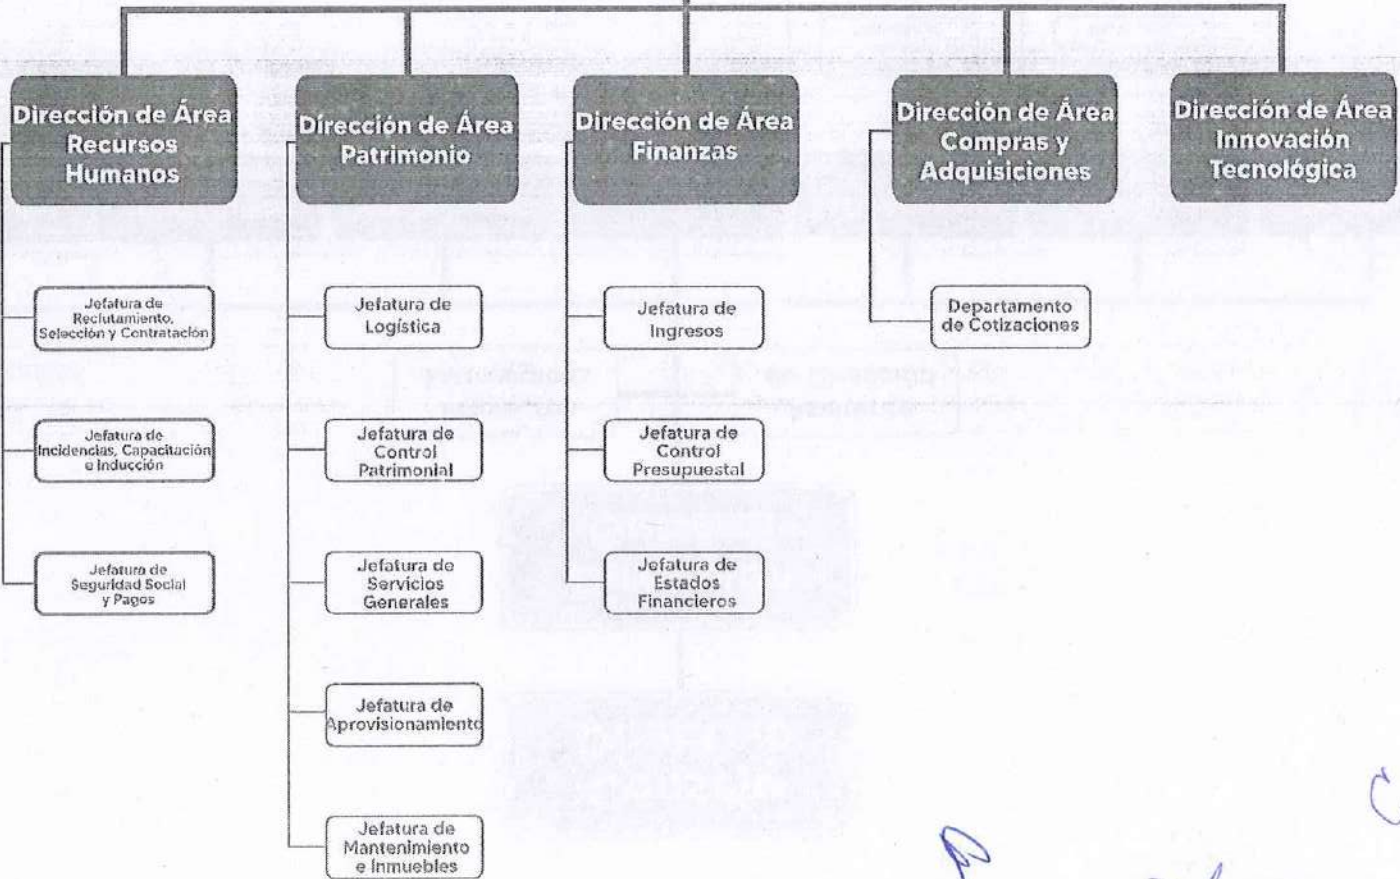 Dirección de Área
Recursos
Humanos
Dirección de Área
Patrimonio
Dirección de Área
Finanzas
Dirección de Área
Compras y
Adquisiciones
Dirección de Área
Innovación
Tecnológica
Jefatura de
Reclutamiento,
Selección y Contratación
Jefatura de
Incidencias, Capacitación
e Inducción
Jefatura de
Seguridad Social
y Pagos
Jefatura de
Logística
Jefatura de
Control
Patrimonial
Jefatura de
Servicios
Generales
Jefatura de
Aprovisionamiento
Jefatura de
Mantenimiento
e Inmuebles
Jefatura de
Ingresos
Jefatura de
Control
Presupuestal
Jefatura de
Estados
Financieros
Departamento
de Cotizaciones